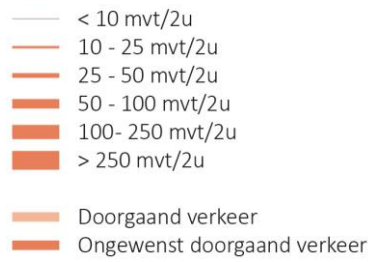 < 10 mvt/2u
10 - 25 mvt/2u
25 - 50 mvt/2u
50 - 100 mvt/2u
100- 250 mvt/2u
> 250 mvt/2u
Doorgaand verkeer
Ongewenst doorgaand verkeer